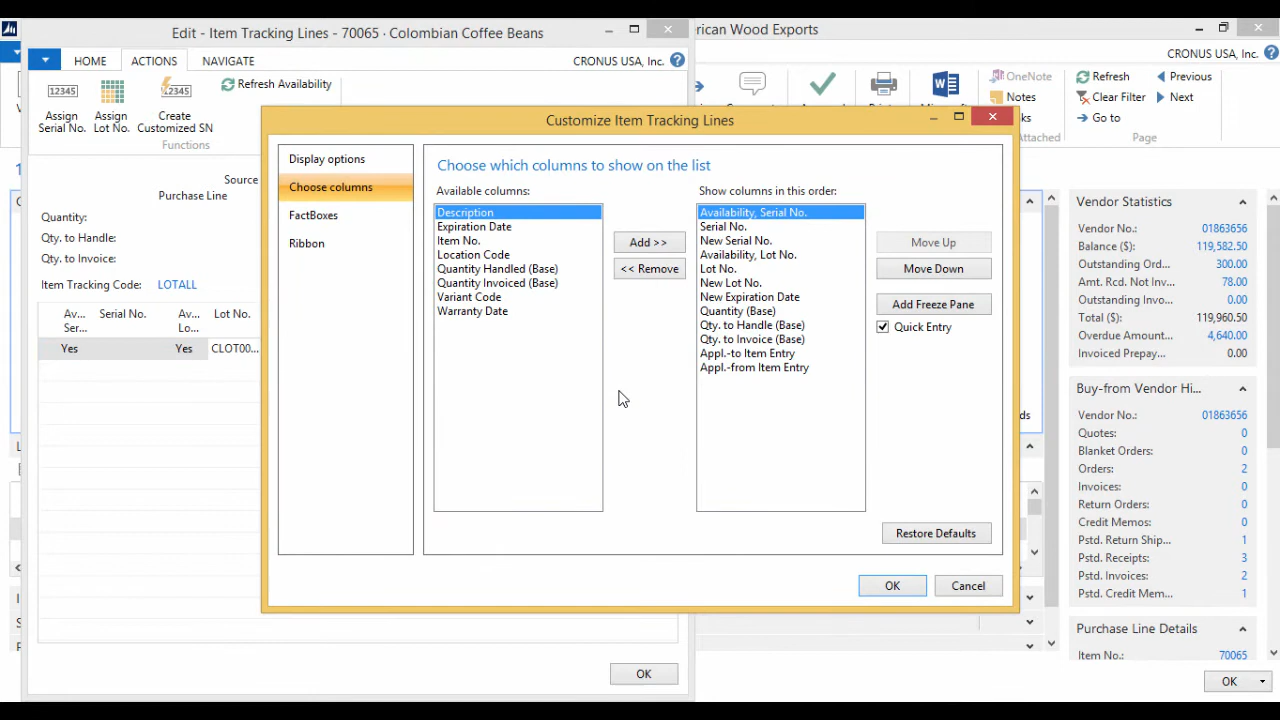 Edit - Item Tracking Lines - 70065 · Colombian Coffee Beans
rican Wood Exports
HOME
ACTIONS
NAVIGATE
CRONUS USA, Inc.
CRONUS USA, Inc.
12345
Assign
Serial No.
Assign
Lot No.
12345
Create
Customized SN
Refresh Availability
Functions
OneNote
Notes
ks
Attached
Refresh
Clear Filter
Go to
Previous
Next
Page
Source
Purchase Line
Quantity:
Qty. to Handle:
Qty. to Invoice:
Item Tracking Code:
LOTALL
Av...
Ser...
Serial No.
Av...
Lo...
Lot No.
Yes
Yes
CLOT00...
OK
Customize Item Tracking Lines
Display options
Choose columns
FactBoxes
Ribbon
Choose which columns to show on the list
Available columns:
Description
Expiration Date
Item No.
Location Code
Quantity Handled (Base)
Quantity Invoiced (Base)
Variant Code
Warranty Date
Add >>
<< Remove
Show columns in this order:
Availability, Serial No.
Serial No.
New Serial No.
Availability, Lot No.
Lot No.
New Lot No.
New Expiration Date
Quantity (Base)
Qty. to Handle (Base)
Qty. to Invoice (Base)
Appl.-to Item Entry
Appl.-from Item Entry
Move Up
Move Down
Add Freeze Pane
Quick Entry
Restore Defaults
OK
Cancel
ds
Vendor Statistics
Vendor No.: 01863656
Balance ($): 119,582.50
Outstanding Ord... 300.00
Amt. Rcd. Not Inv... 78.00
Outstanding Invo... 0.00
Total ($): 119,960.50
Overdue Amount... 4,640.00
Invoiced Prepay... 0.00
Buy-from Vendor Hi...
Vendor No.: 01863656
Quotes: 0
Blanket Orders: 0
Orders: 2
Invoices: 0
Return Orders: 0
Credit Memos: 0
Pstd. Return Ship... 1
Pstd. Receipts: 3
Pstd. Invoices: 2
Pstd. Credit Mem... 1
Purchase Line Details
Item No.: 70065
OK